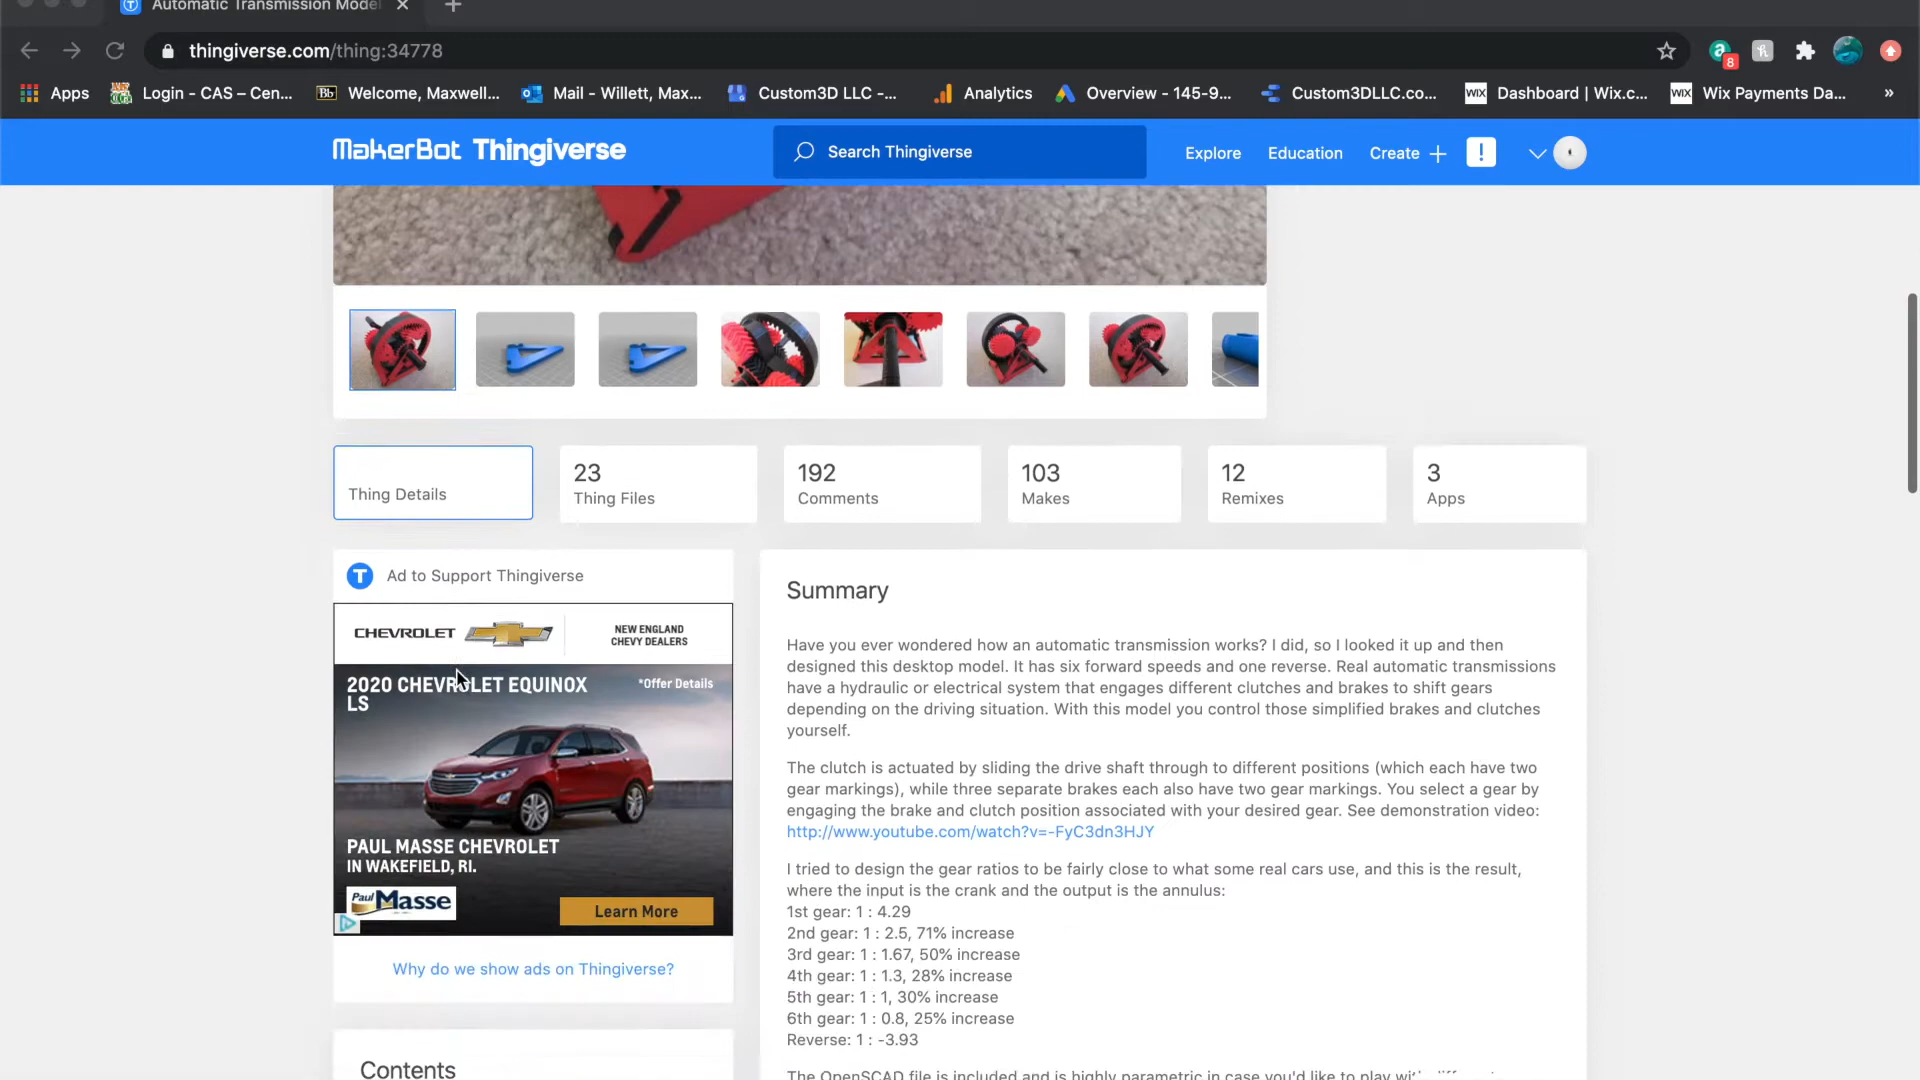 Automatic Transmission Model
thingiverse.com/thing:34778
8
Apps
Login - CAS – Cen...
Bb
Welcome, Maxwell...
Mail - Willett, Max...
Custom3D LLC -...
Analytics
Overview - 145-9...
Custom3DLLC.co...
WIX
Dashboard | Wix.c...
WIX
Wix Payments Da...
»
MakerBot Thingiverse
Search Thingiverse
Explore
Education
Create
Thing Details
23
Thing Files
192
Comments
103
Makes
12
Remixes
3
Apps
Ad to Support Thingiverse
CHEVROLET
NEW ENGLAND
CHEVY DEALERS
2020 CHEVROLET EQUINOX
LS
*Offer Details
PAUL MASSE CHEVROLET
IN WAKEFIELD, RI.
Paul Masse
Learn More
Why do we show ads on Thingiverse?
Contents
Summary
Have you ever wondered how an automatic transmission works? I did, so I looked it up and then
designed this desktop model. It has six forward speeds and one reverse. Real automatic transmissions
have a hydraulic or electrical system that engages different clutches and brakes to shift gears
depending on the driving situation. With this model you control those simplified brakes and clutches
yourself.
The clutch is actuated by sliding the drive shaft through to different positions (which each have two
gear markings), while three separate brakes each also have two gear markings. You select a gear by
engaging the brake and clutch position associated with your desired gear. See demonstration video:
http://www.youtube.com/watch?v=-FyC3dn3HJY
I tried to design the gear ratios to be fairly close to what some real cars use, and this is the result,
where the input is the crank and the output is the annulus:
1st gear: 1 : 4.29
2nd gear: 1 : 2.5, 71% increase
3rd gear: 1 : 1.67, 50% increase
4th gear: 1 : 1.3, 28% increase
5th gear: 1 : 1, 30% increase
6th gear: 1 : 0.8, 25% increase
Reverse: 1 : -3.93
The OpenSCAD file is included and is highly parametric in case you'd like to play